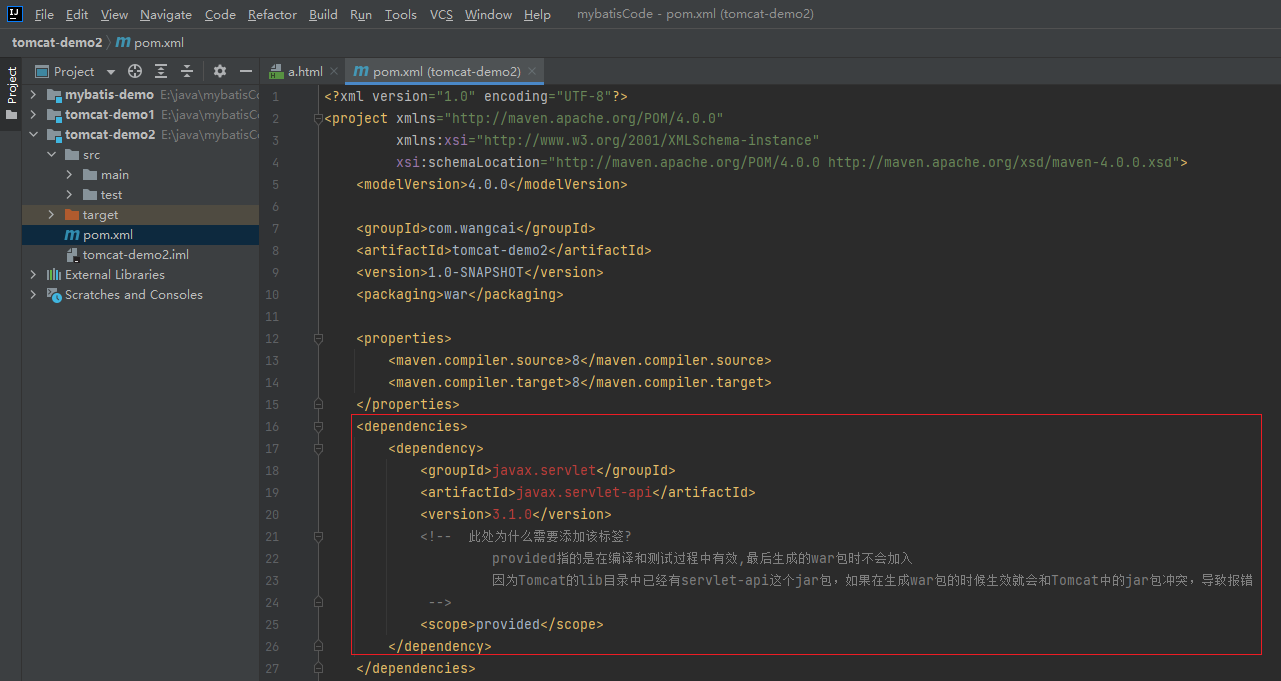 File Edit View Navigate Code Refactor Build Run Tools VCS Window Help mybatisCode - pom.xml (tomcat-demo2)
tomcat-demo2 pom.xml
Project
Project
a.html
pom.xml (tomcat-demo2)
mybatis-demo E:\java\mybatisCo
tomcat-demo1 E:\java\mybatisC
tomcat-demo2 E:\java\mybatisC
src
main
test
target
pom.xml
tomcat-demo2.iml
External Libraries
Scratches and Consoles
1 <?xml version="1.0" encoding="UTF-8"?>
2 <project xmlns="http://maven.apache.org/POM/4.0.0"
3 xmlns:xsi="http://www.w3.org/2001/XMLSchema-instance"
4 xsi:schemaLocation="http://maven.apache.org/POM/4.0.0 http://maven.apache.org/xsd/maven-4.0.0.xsd">
5 <modelVersion>4.0.0</modelVersion>
6
7 <groupId>com.wangcai</groupId>
8 <artifactId>tomcat-demo2</artifactId>
9 <version>1.0-SNAPSHOT</version>
10 <packaging>war</packaging>
11
12 <properties>
13 <maven.compiler.source>8</maven.compiler.source>
14 <maven.compiler.target>8</maven.compiler.target>
15 </properties>
16 <dependencies>
17 <dependency>
18 <groupId>javax.servlet</groupId>
19 <artifactId>javax.servlet-api</artifactId>
20 <version>3.1.0</version>
21 <!-- 此处为什么需要添加该标签?
22 provided指的是在编译和测试过程中有效,最后生成的war包时不会加入
23 因为Tomcat的lib目录中已经有servlet-api这个jar包，如果在生成war包的时候生效就会和Tomcat中的jar包冲突，导致报错
24 -->
25 <scope>provided</scope>
26 </dependency>
27 </dependencies>